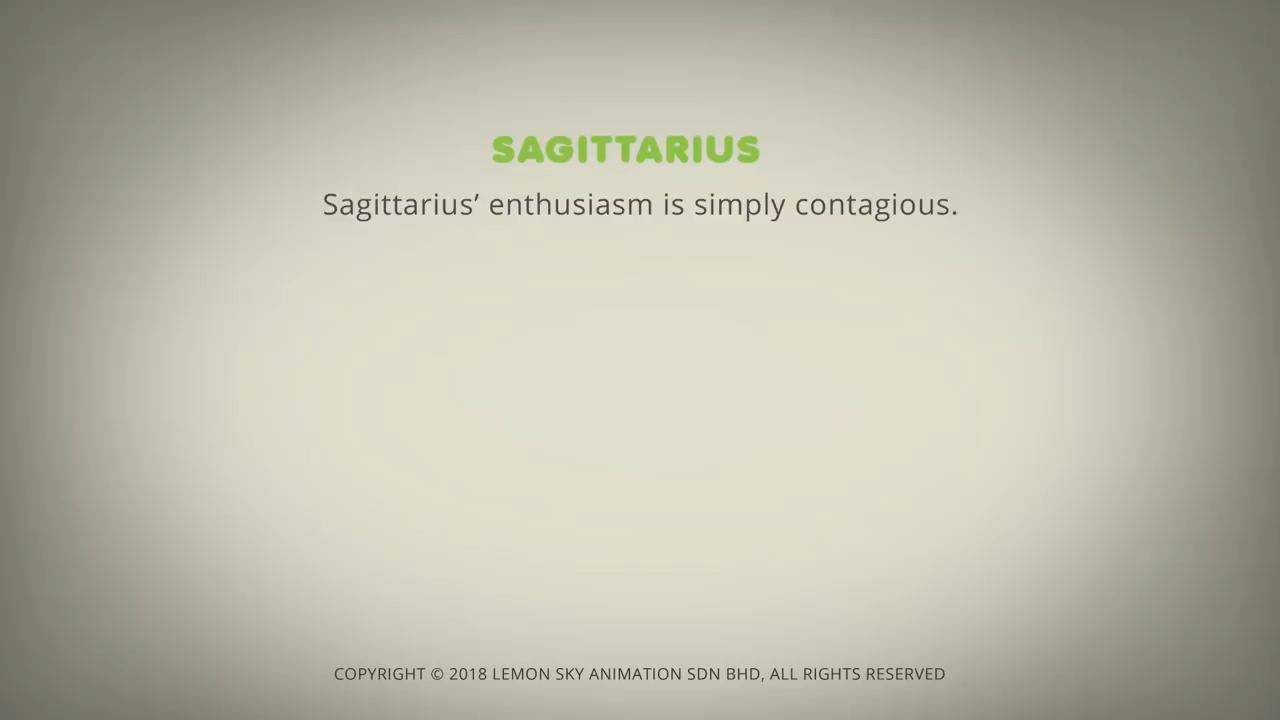 SAGITTARIUS
Sagittarius’ enthusiasm is simply contagious.
COPYRIGHT © 2018 LEMON SKY ANIMATION SDN BHD, ALL RIGHTS RESERVED